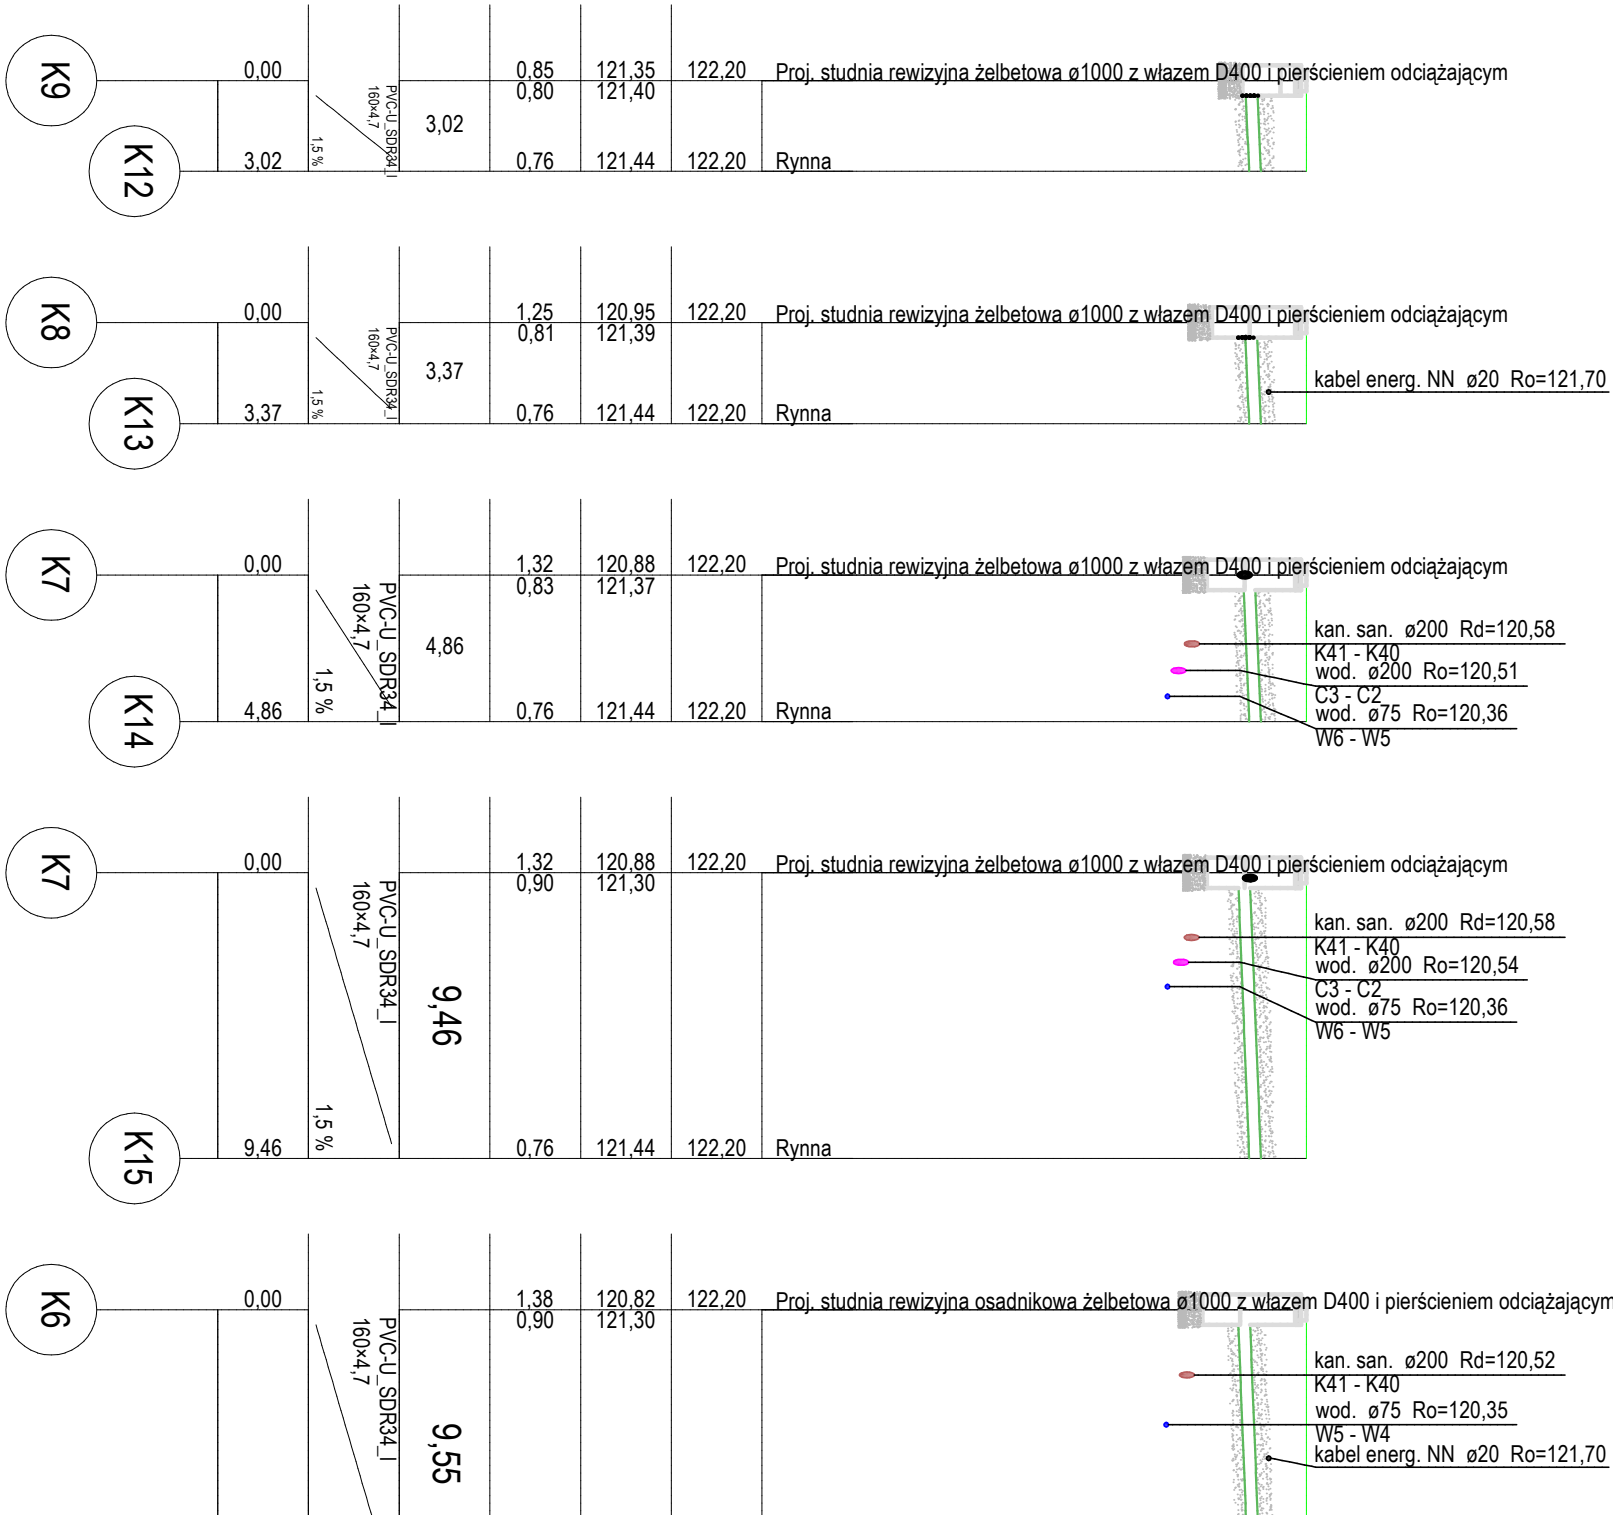 K9
0,00
0,85 121,35 122,20 Proj. studnia rewizyjna żelbetowa ø1000 z włazem D400 i pierścieniem odciążającym
0,80 121,40
PVC-U_SDR34_I
160×4,7
1,5 %
3,02
K12
3,02
0,76 121,44 122,20 Rynna
K8
0,00
1,25 120,95 122,20 Proj. studnia rewizyjna żelbetowa ø1000 z włazem D400 i pierścieniem odciążającym
0,81 121,39
PVC-U_SDR34_I
160×4,7
1,5 %
3,37
kabel energ. NN ø20 Ro=121,70
K13
3,37
0,76 121,44 122,20 Rynna
K7
0,00
1,32 120,88 122,20 Proj. studnia rewizyjna żelbetowa ø1000 z włazem D400 i pierścieniem odciążającym
0,83 121,37
PVC-U_SDR34_I
160×4,7
1,5 %
4,86
kan. san. ø200 Rd=120,58
K41 - K40
wod. ø200 Ro=120,51
C3 - C2
wod. ø75 Ro=120,36
W6 - W5
K14
4,86
0,76 121,44 122,20 Rynna
K7
0,00
1,32 120,88 122,20 Proj. studnia rewizyjna żelbetowa ø1000 z włazem D400 i pierścieniem odciążającym
0,90 121,30
PVC-U_SDR34_I
160×4,7
1,5 %
9,46
kan. san. ø200 Rd=120,58
K41 - K40
wod. ø200 Ro=120,54
C3 - C2
wod. ø75 Ro=120,36
W6 - W5
K15
9,46
0,76 121,44 122,20 Rynna
K6
0,00
1,38 120,82 122,20 Proj. studnia rewizyjna osadnikowa żelbetowa ø1000 z włazem D400 i pierścieniem odciążającym
0,90 121,30
PVC-U_SDR34_I
160×4,7
9,55
kan. san. ø200 Rd=120,52
K41 - K40
wod. ø75 Ro=120,35
W5 - W4
kabel energ. NN ø20 Ro=121,70